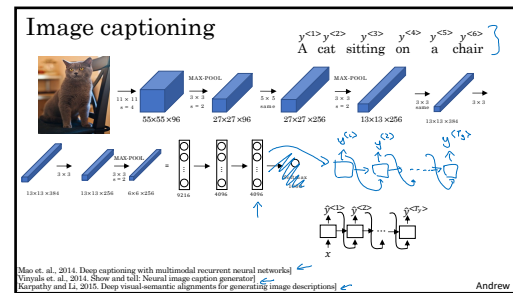 Image captioning
y<1> y<2> y<3> y<4> y<5> y<6>
A cat sitting on a chair
MAX-POOL
MAX-POOL
11 × 11
s = 4
3 × 3
s = 2
5 × 5
same
3 × 3
s = 2
3 × 3
same
3 × 3
55×55 ×96
27×27 ×96
27×27 ×256
13×13 ×256
13×13 ×384
MAX-POOL
3 × 3
3 × 3
s = 2
=
13×13 ×384
13×13 ×256
6×6 ×256
9216
4096
4096
y<1> y<2> y<Ty>
ŷ<1> ŷ<2> ŷ<Ty>
x
Mao et. al., 2014. Deep captioning with multimodal recurrent neural networks]
Vinyals et. al., 2014. Show and tell: Neural image caption generator]
Karpathy and Li, 2015. Deep visual-semantic alignments for generating image descriptions]
Andrew